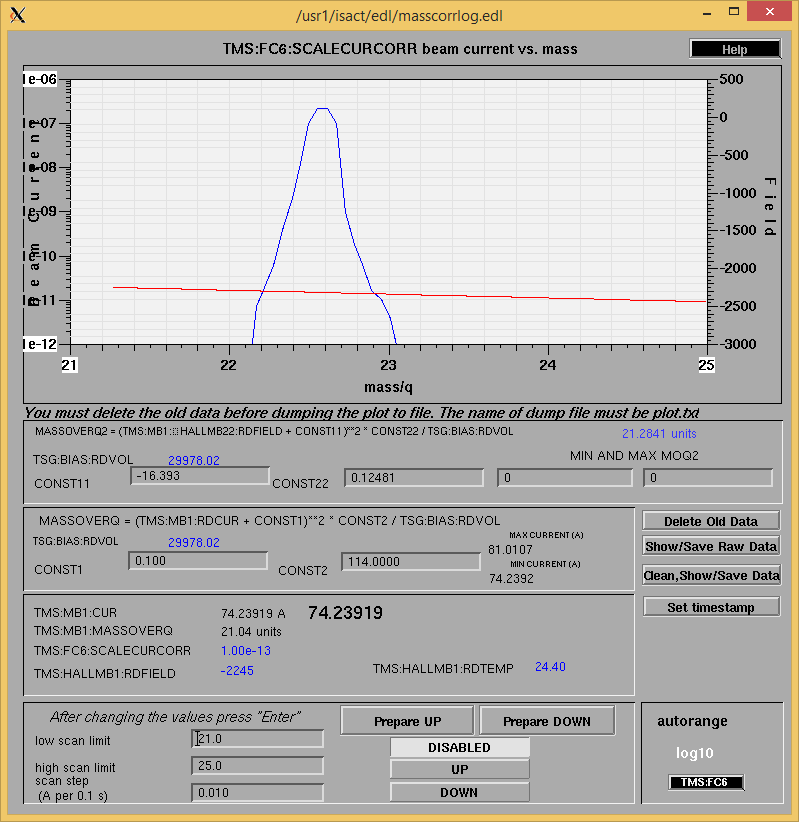 /usr1/isact/edl/masscorrlog.edl
TMS:FC6:SCALECURCORR beam current vs. mass
Help
1e-06
e-07
e-08
e-09
e-10
e-11
1e-12
Beam Current
500
0
-500
-1000
-1500
-2000
-2500
-3000
Field
21 22 23 24 25
mass/q
You must delete the old data before dumping the plot to file. The name of dump file must be plot.txt
MASSOVERQ2 = (TMS:MB1: HALLMB22:RDFIELD + CONST11)**2 * CONST22 / TSG:BIAS:RDVOL 21.2841 units
TSG:BIAS:RDVOL 29978.02 MIN AND MAX MOQ2
CONST11 -16.393 CONST22 0.12481 0 0
MASSOVERQ = (TMS:MB1:RDCUR + CONST1)**2 * CONST2 / TSG:BIAS:RDVOL
TSG:BIAS:RDVOL 29978.02 MAX CURRENT (A)
81.0107
CONST1 0.100 CONST2 114.0000 MIN CURRENT (A)
74.2392
Delete Old Data
Show/Save Raw Data
Clean,Show/Save Data
Set timestamp
TMS:MB1:CUR 74.23919 A 74.23919
TMS:MB1:MASSOVERQ 21.04 units
TMS:FC6:SCALECURCORR 1.00e-13
TMS:HALLMB1:RDFIELD -2245 TMS:HALLMB1:RDTEMP 24.40
After changing the values press "Enter"
low scan limit 21.0
high scan limit 25.0
scan step
(A per 0.1 s) 0.010
Prepare UP Prepare DOWN
DISABLED
UP
DOWN
autorange
log10
TMS:FC6